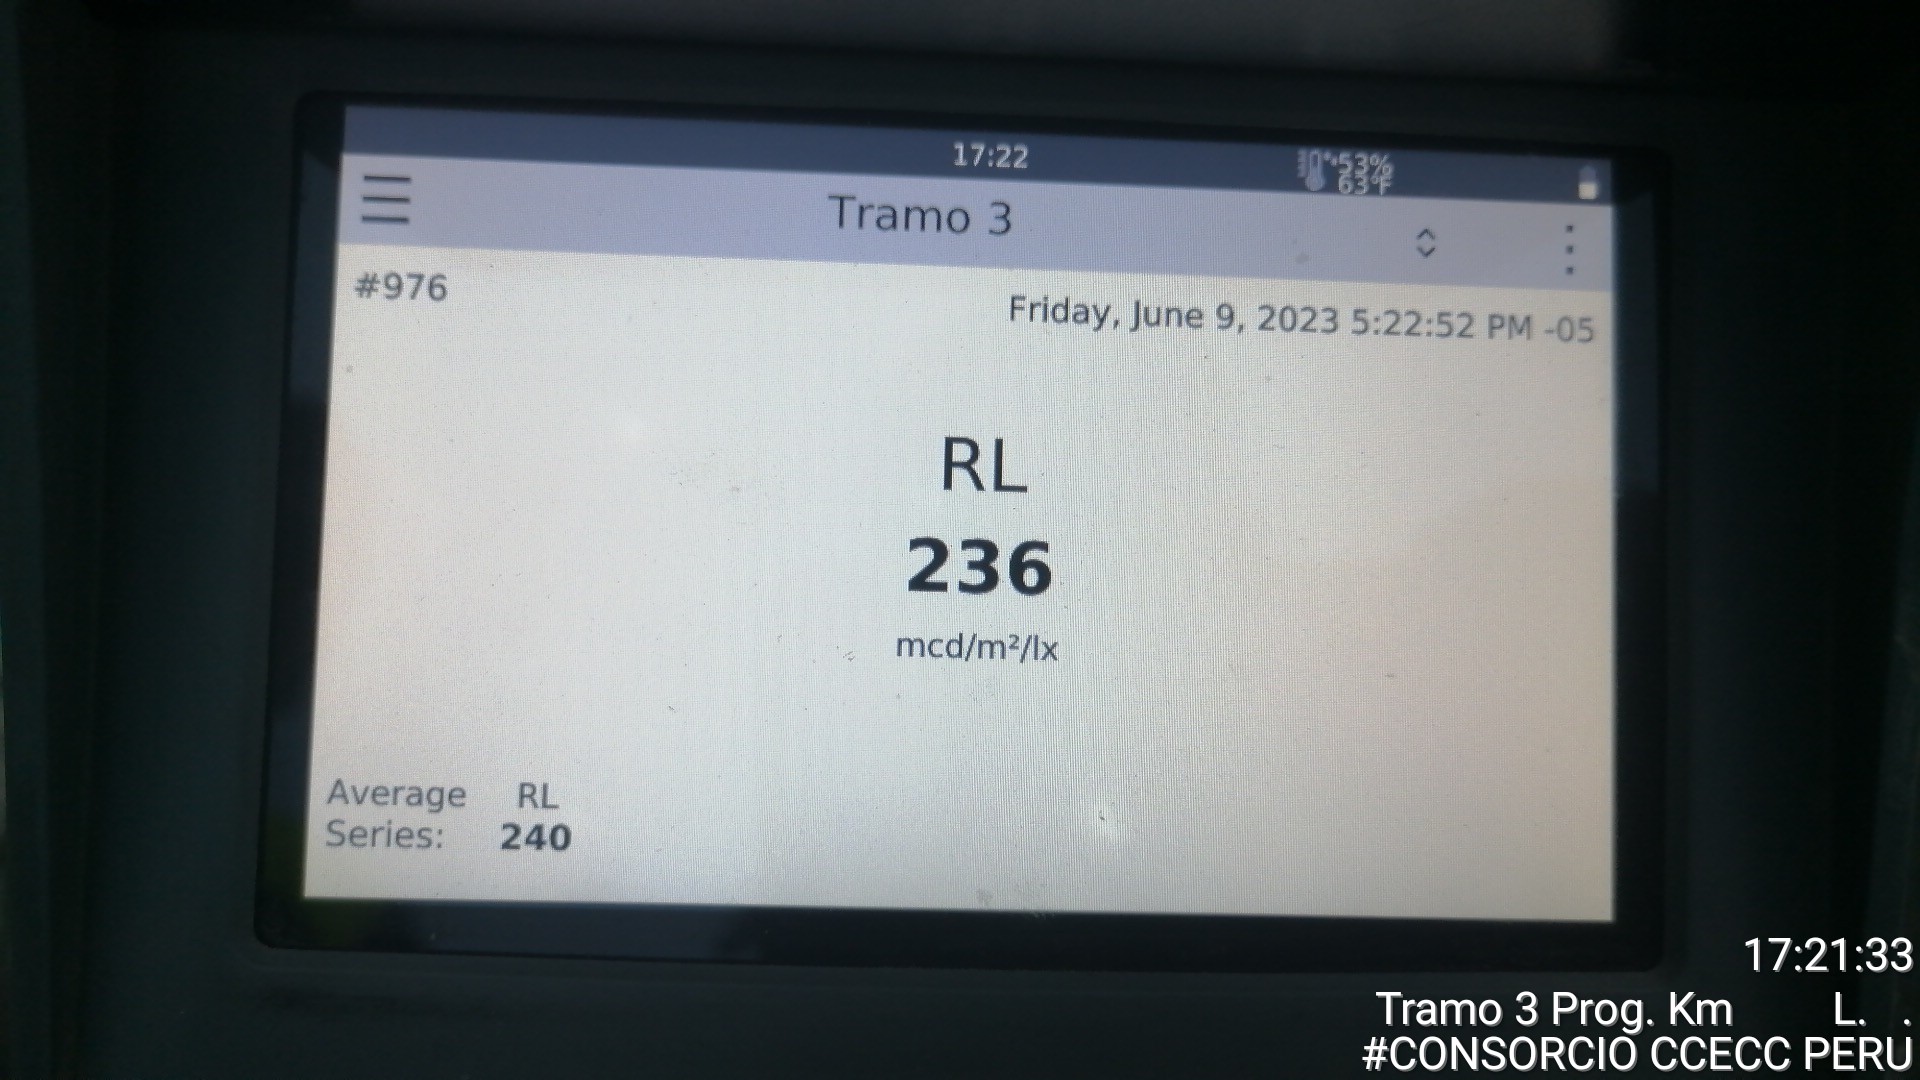 17:22
53%
63°F
Tramo 3
#976
Friday, June 9, 2023 5:22:52 PM -05
RL
236
mcd/m²/lx
Average RL
Series: 240
17:21:33
Tramo 3 Prog. Km L. .
#CONSORCIO CCECC PERU